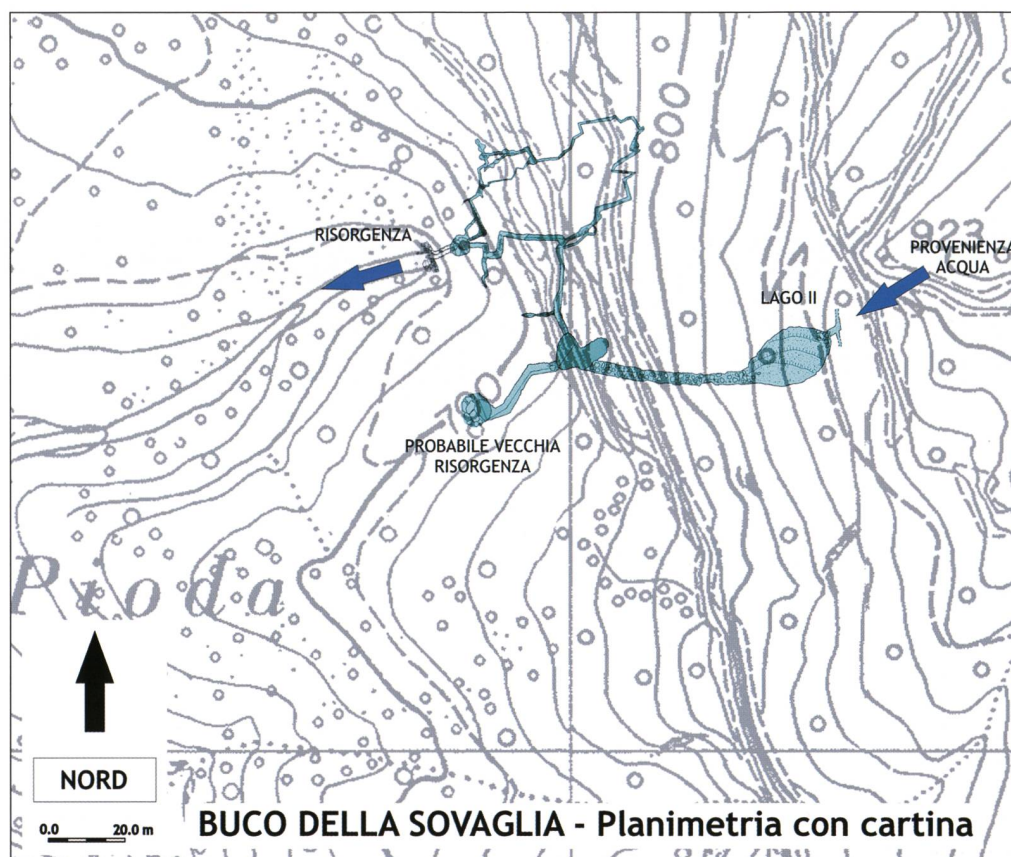 800
923
RISORGENZA
PROVENIENZA
ACQUA
LAGO II
PROBABILE VECCHIA
RISORGENZA
Pioda
NORD
0.0 20.0 m
BUCO DELLA SOVAGLIA - Planimetria con cartina